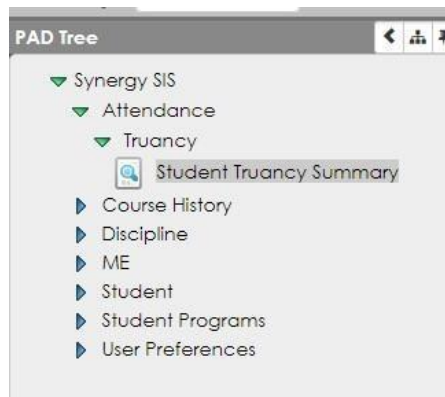 PAD Tree
Synergy SIS
Attendance
Truancy
Student Truancy Summary
Course History
Discipline
ME
Student
Student Programs
User Preferences